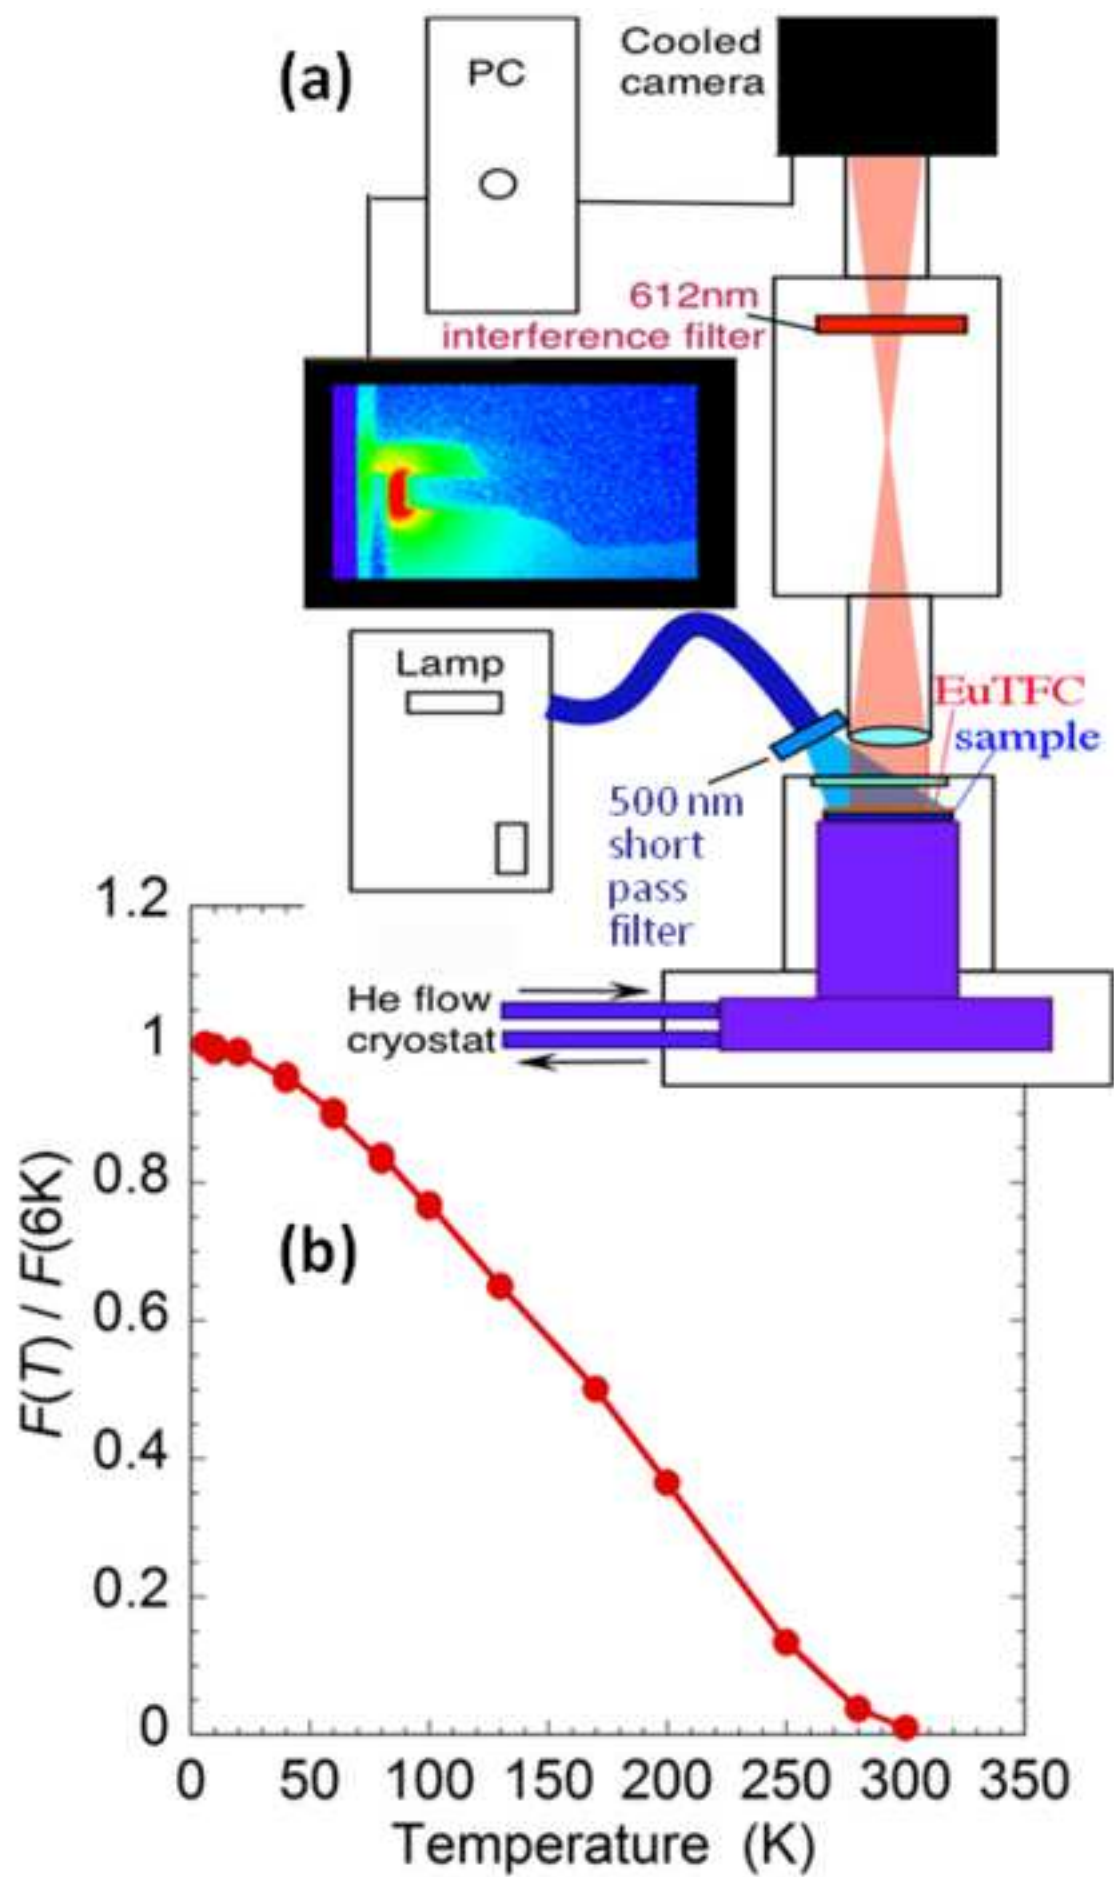 (a)
PC
Cooled
camera
612nm
interference filter
Lamp
EuTFC
sample
500 nm
short
pass
filter
He flow
cryostat
(b)
1.2
1
0.8
0.6
0.4
0.2
0
F(T) / F(6K)
0 50 100 150 200 250 300 350
Temperature (K)